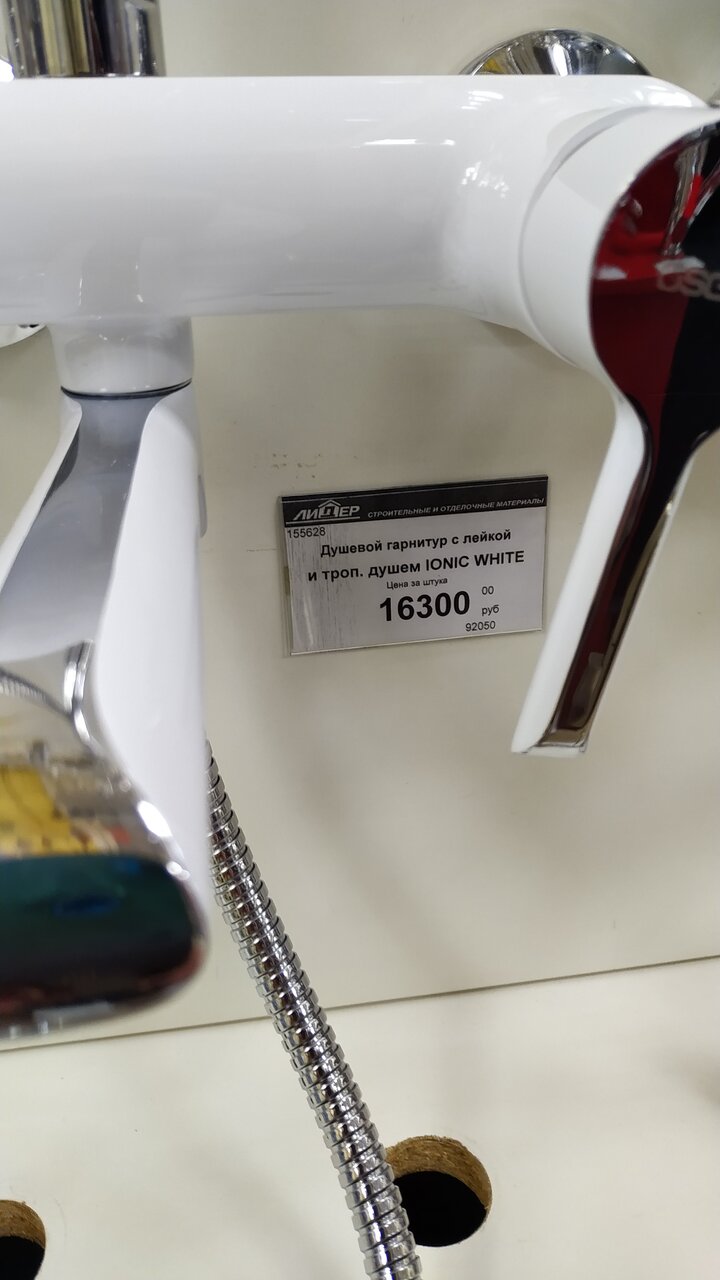 ЛИДЕР СТРОИТЕЛЬНЫЕ И ОТДЕЛОЧНЫЕ МАТЕРИАЛЫ
155628
Душевой гарнитур с лейкой
и троп. душем IONIC WHITE
Цена за штука
16300 00
руб
92050